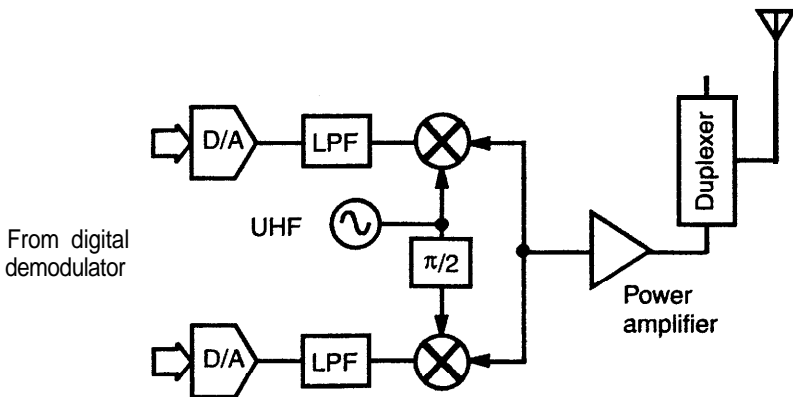 D/A
LPF
Duplexer
UHF
π/2
From digital
demodulator
Power
amplifier
D/A
LPF